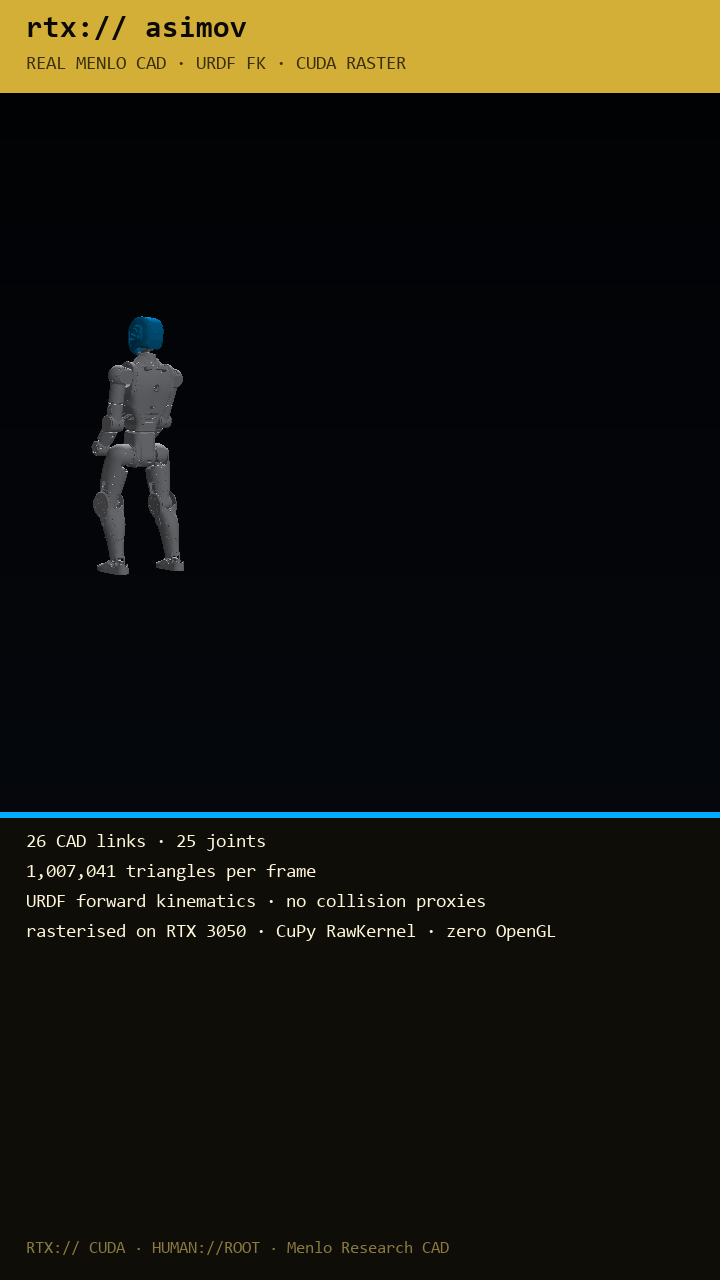 rtx:// asimov
REAL MENLO CAD · URDF FK · CUDA RASTER
26 CAD links · 25 joints
1,007,041 triangles per frame
URDF forward kinematics · no collision proxies
rasterised on RTX 3050 · CuPy RawKernel · zero OpenGL
RTX:// CUDA · HUMAN://ROOT · Menlo Research CAD